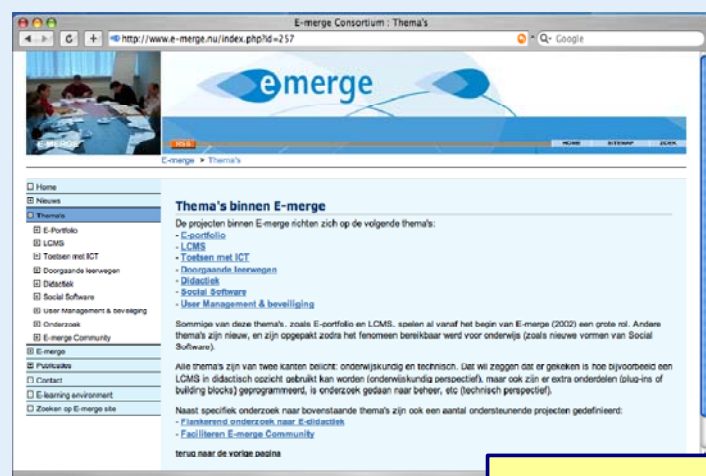 E-merge Consortium : Thema's
http://www.e-merge.nu/index.php?id=257
Google
emerge
E-MERGE
RSS
HOME SITEMAP ZOEK
E-merge > Thema's
Home
Nieuws
Thema's
E-Portfolio
LCMS
Toetsen met ICT
Doorgaande leerwegen
Didactiek
Social Software
User Management & beveiliging
Onderzoek
E-merge Community
E-merge
Publicaties
Contact
E-learning environment
Zoeken op E-merge site
Thema's binnen E-merge
De projecten binnen E-merge richten zich op de volgende thema's:
- E-portfolio
- LCMS
- Toetsen met ICT
- Doorgaande leerwegen
- Didactiek
- Social Software
- User Management & beveiliging
Sommige van deze thema's, zoals E-portfolio en LCMS, spelen al vanaf het begin van E-merge (2002) een grote rol. Andere
thema's zijn nieuw, en zijn opgepakt zodra het fenomeen bereikbaar werd voor onderwijs (zoals nieuwe vormen van Social
Software).
Alle thema's zijn van twee kanten belicht: onderwijskundig en technisch. Dat wil zeggen dat er gekeken is hoe bijvoorbeeld een
LCMS in didactisch opzicht gebruikt kan worden (onderwijskundig perspectief), maar ook zijn er extra onderdelen (plug-ins of
building blocks) geprogrammeerd, is onderzoek gedaan naar beheer, etc (technisch perspectief).
Naast specifiek onderzoek naar bovenstaande thema's zijn ook een aantal ondersteunende projecten gedefinieerd:
- Flankerend onderzoek naar E-didactiek
- Faciliteren E-merge Community
terug naar de vorige pagina